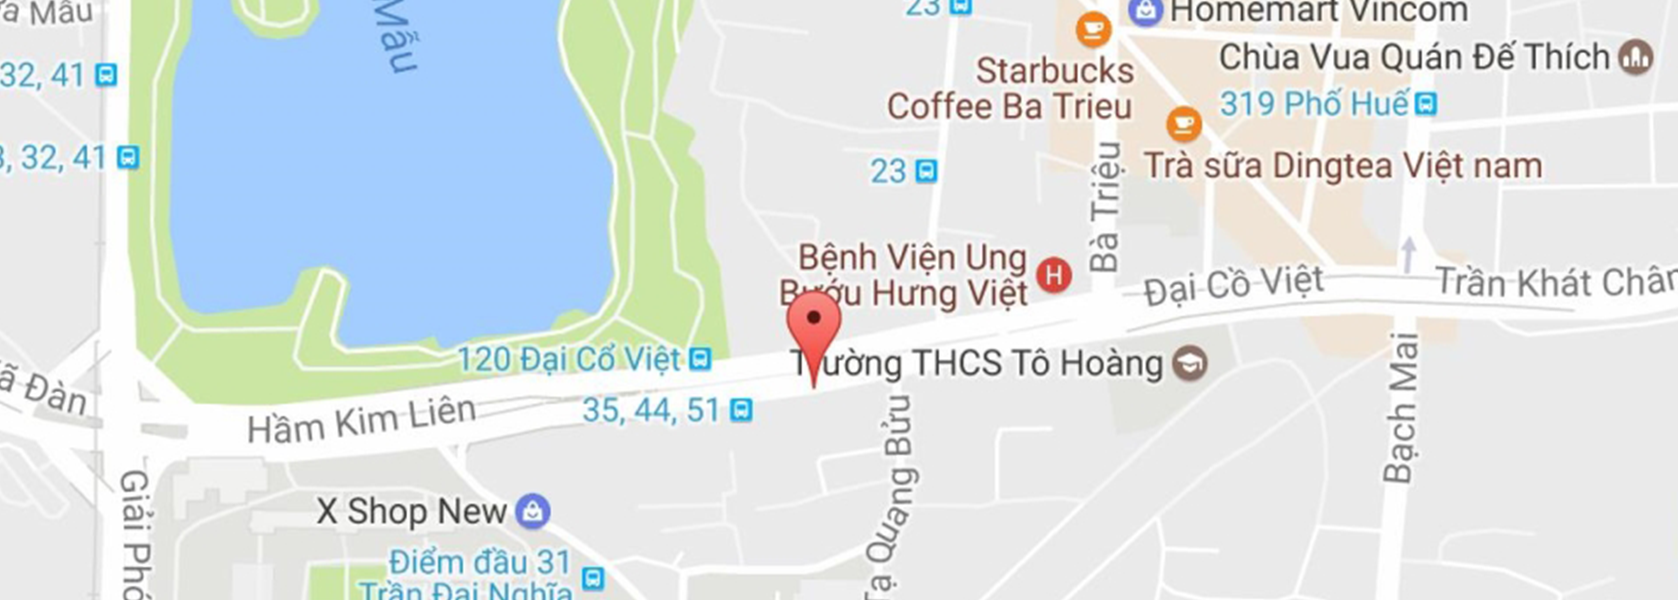 ra Mẫu
Mẫu
23
Homemart Vincom
32, 41
Starbucks
Coffee Ba Trieu
Chùa Vua Quán Đế Thích
319 Phố Huế
3, 32, 41
23
Trà sữa Dingtea Việt nam
Bà Triệu
Bệnh Viện Ung
Bướu Hưng Việt
Đại Cồ Việt
Trần Khát Chân
120 Đại Cổ Việt
Trường THCS Tô Hoàng
ã Đàn
Hầm Kim Liên
35, 44, 51
Bạch Mai
Tạ Quang Bửu
Giải Phó
X Shop New
Điểm đầu 31
Trần Đại Nghĩa